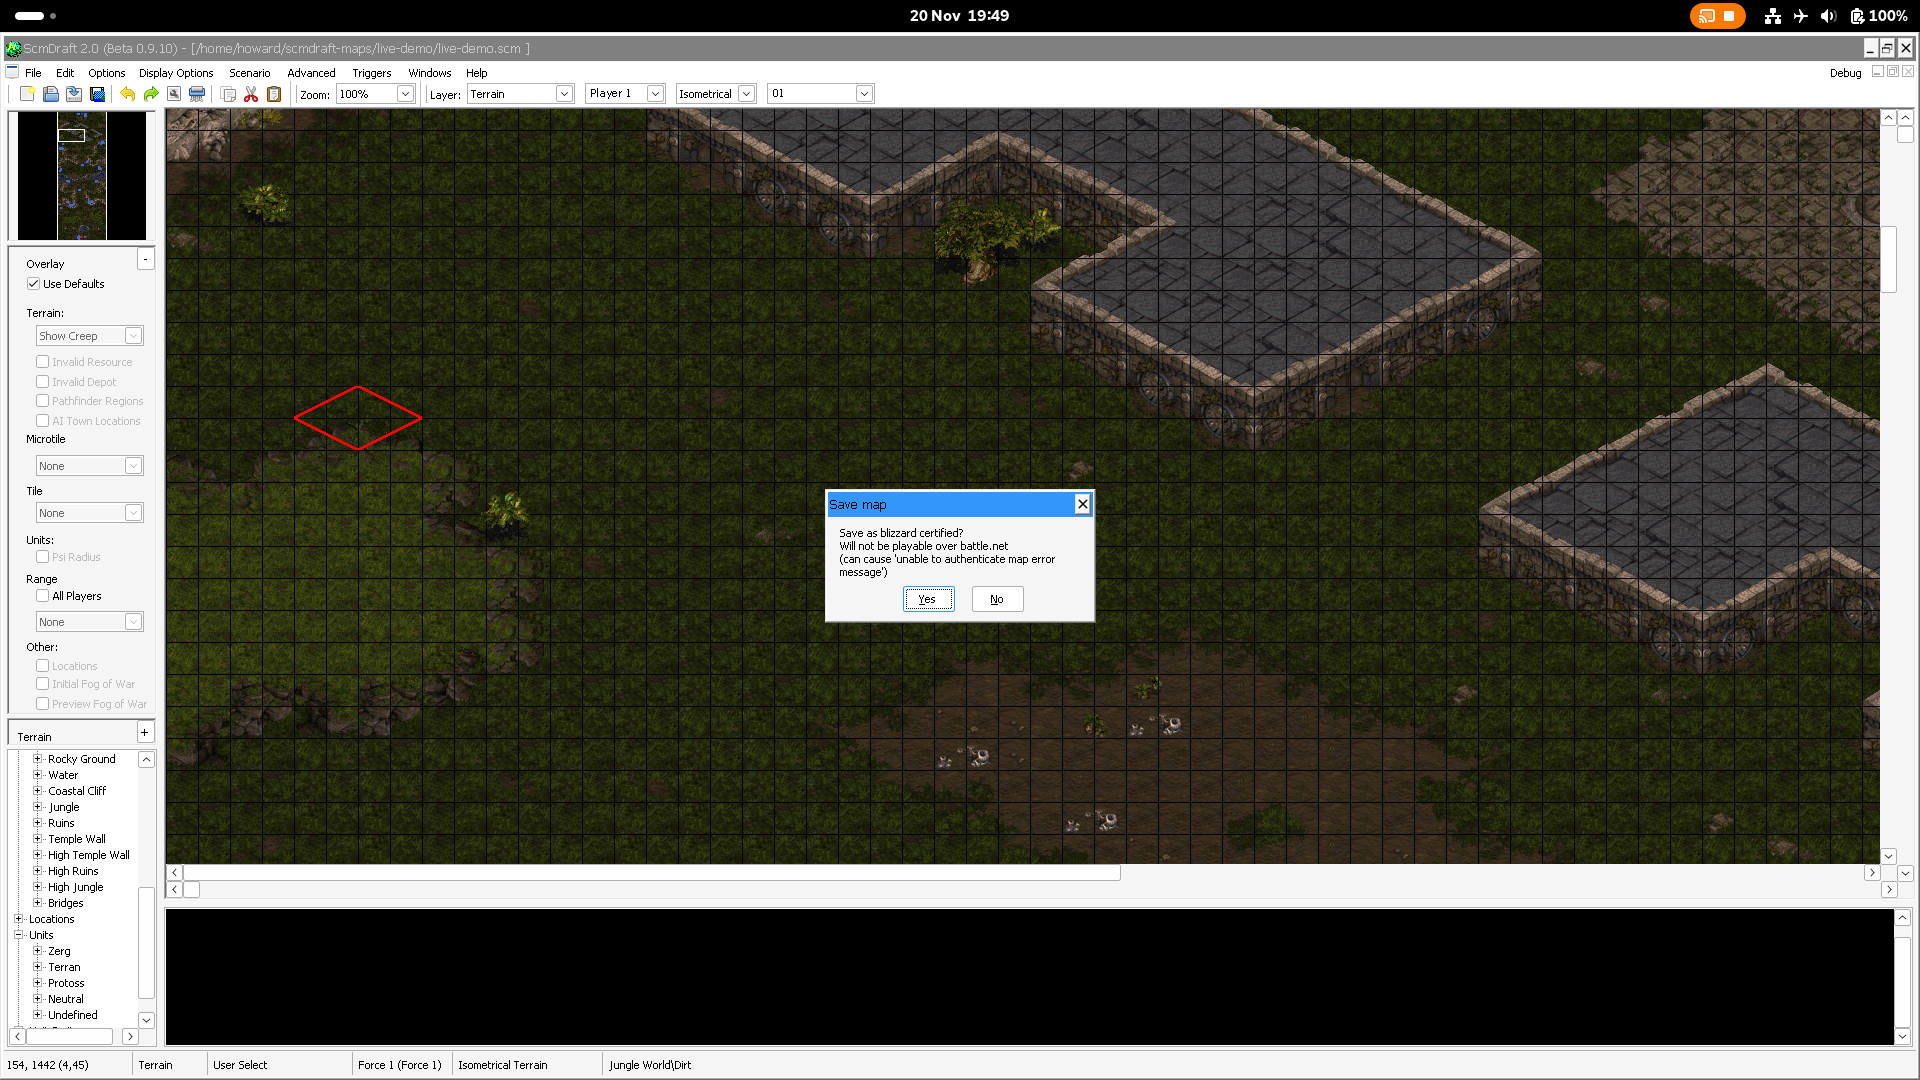 20 Nov 19:49
100%
ScmDraft 2.0 (Beta 0.9.10) - [/home/howard/scmdraft-maps/live-demo/live-demo.scm ]
File Edit Options Display Options Scenario Advanced Triggers Windows Help
Debug
Zoom: 100% Layer: Terrain Player 1 Isometrical 01
Overlay
-
Use Defaults
Terrain:
Show Creep
Invalid Resource
Invalid Depot
Pathfinder Regions
AI Town Locations
Microtile
None
Tile
None
Units:
Psi Radius
Range
All Players
None
Other:
Locations
Initial Fog of War
Preview Fog of War
Terrain
+
Rocky Ground
Water
Coastal Cliff
Jungle
Ruins
Temple Wall
High Temple Wall
High Ruins
High Jungle
Bridges
Locations
Units
Zerg
Terran
Protoss
Neutral
Undefined
Save map
Save as blizzard certified?
Will not be playable over battle.net
(can cause 'unable to authenticate map error
message')
Yes No
154, 1442 (4,45) Terrain User Select Force 1 (Force 1) Isometrical Terrain Jungle World\Dirt